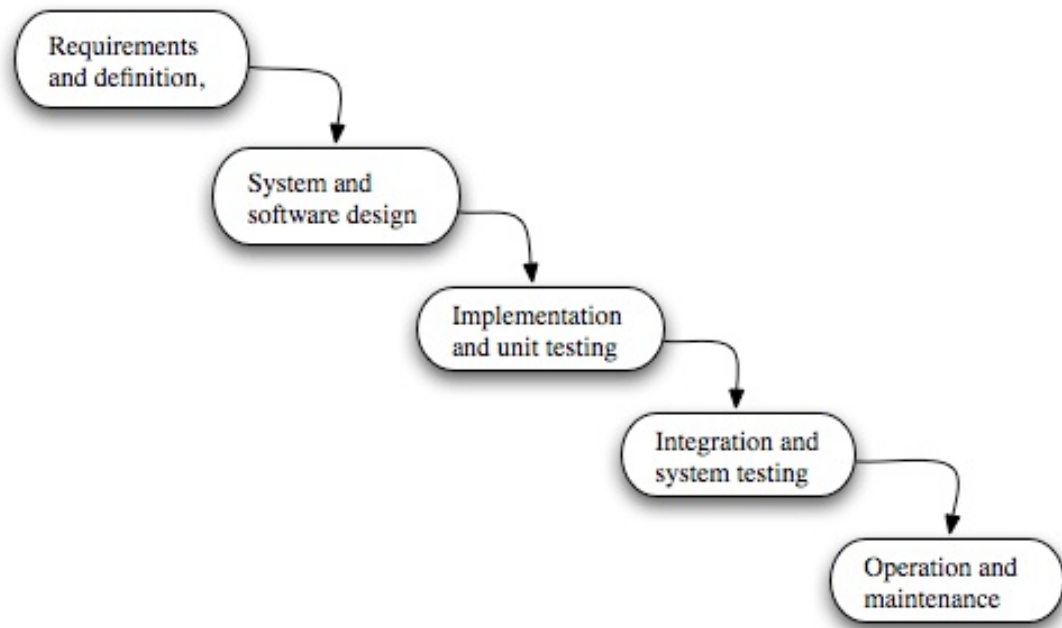 Requirements
and definition,
System and
software design
Implementation
and unit testing
Integration and
system testing
Operation and
maintenance